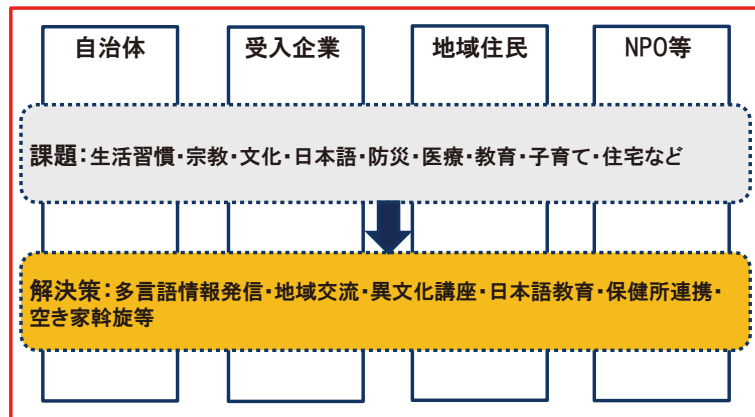 自治体
受入企業
地域住民
NPO等
課題:生活習慣・宗教・文化・日本語・防災・医療・教育・子育て・住宅など
解決策:多言語情報発信・地域交流・異文化講座・日本語教育・保健所連携・
空き家斡旋等